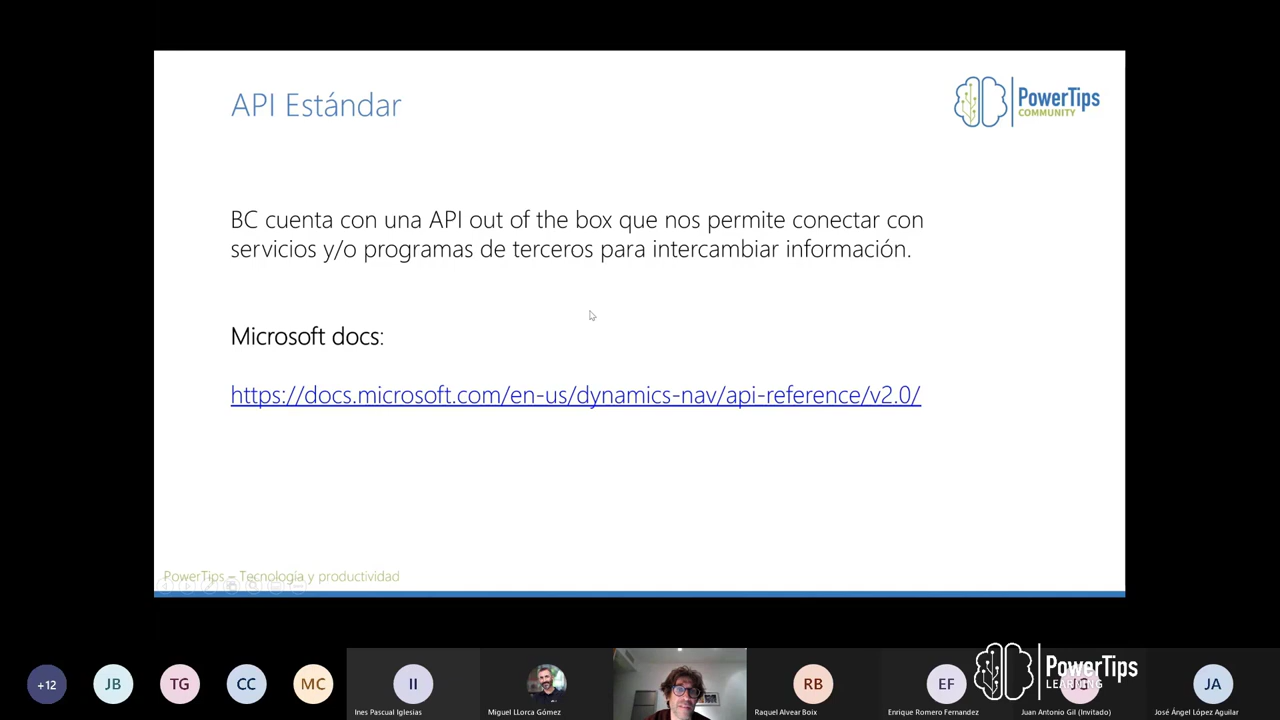 API Estándar
PowerTips
COMMUNITY
BC cuenta con una API out of the box que nos permite conectar con
servicios y/o programas de terceros para intercambiar información.
Microsoft docs:
https://docs.microsoft.com/en-us/dynamics-nav/api-reference/v2.0/
PowerTips – Tecnología y productividad
+12
JB
TG
CC
MC
II
RB
EF
JA
PowerTips
LEARNING
Ines Pascual Iglesias
Miguel LLorca Gómez
Raquel Alvear Boix
Enrique Romero Fernandez
Juan Antonio Gil (Invitado)
José Ángel López Aguilar